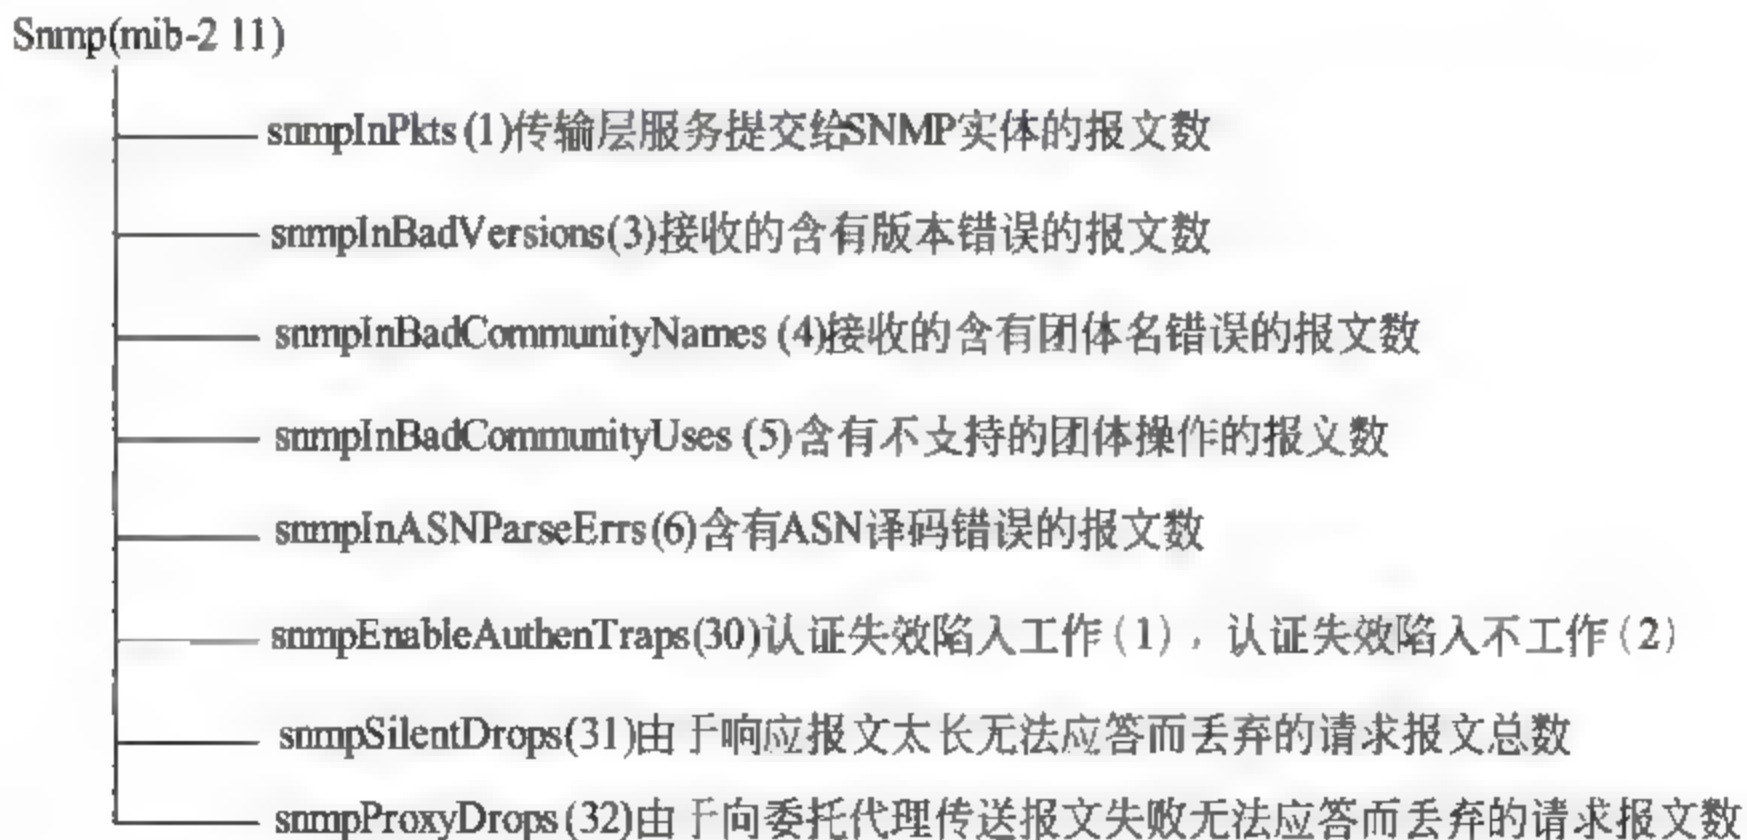 Snmp(mib-2 11)
snmpInPkts (1)传输层服务提交给SNMP实体的报文数
snmpInBadVersions(3)接收的含有版本错误的报文数
snmpInBadCommunityNames (4)接收的含有团体名错误的报文数
snmpInBadCommunityUses (5)含有不支持的团体操作的报文数
snmpInASNParseErrs(6)含有ASN译码错误的报文数
snmpEnableAuthenTraps(30)认证失效陷入工作(1)，认证失效陷入不工作(2)
snmpSilentDrops(31)由于响应报文太长无法应答而丢弃的请求报文总数
snmpProxyDrops(32)由于向委托代理传送报文失败无法应答而丢弃的请求报文数